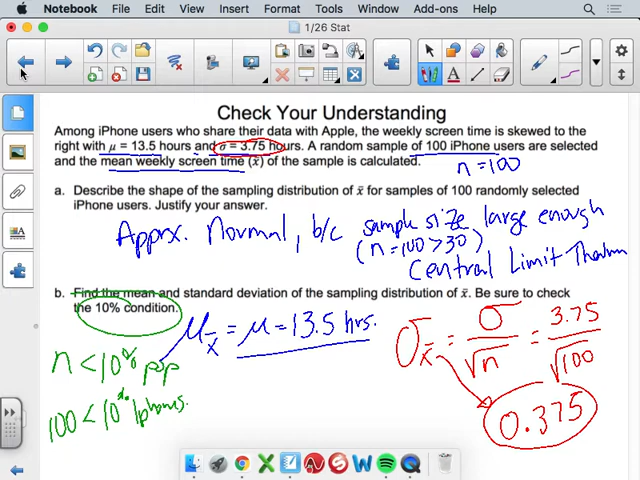 Notebook File Edit View Insert Format Tools Window Add-ons Help
1/26 Stat
Check Your Understanding
Among iPhone users who share their data with Apple, the weekly screen time is skewed to the
right with μ = 13.5 hours and σ = 3.75 hours. A random sample of 100 iPhone users are selected
and the mean weekly screen time (x̄) of the sample is calculated.
n=100
a. Describe the shape of the sampling distribution of x̄ for samples of 100 randomly selected
iPhone users. Justify your answer.
Apprx. Normal, b/c sample size large enough
(n=100>30)
Central Limit Theorem
b. Find the mean and standard deviation of the sampling distribution of x̄. Be sure to check
the 10% condition.
μx̄ = μ = 13.5 hrs.
σx̄ = σ/√n = 3.75/√100
n < 10% pop
100 < 10% iphones.
0.375